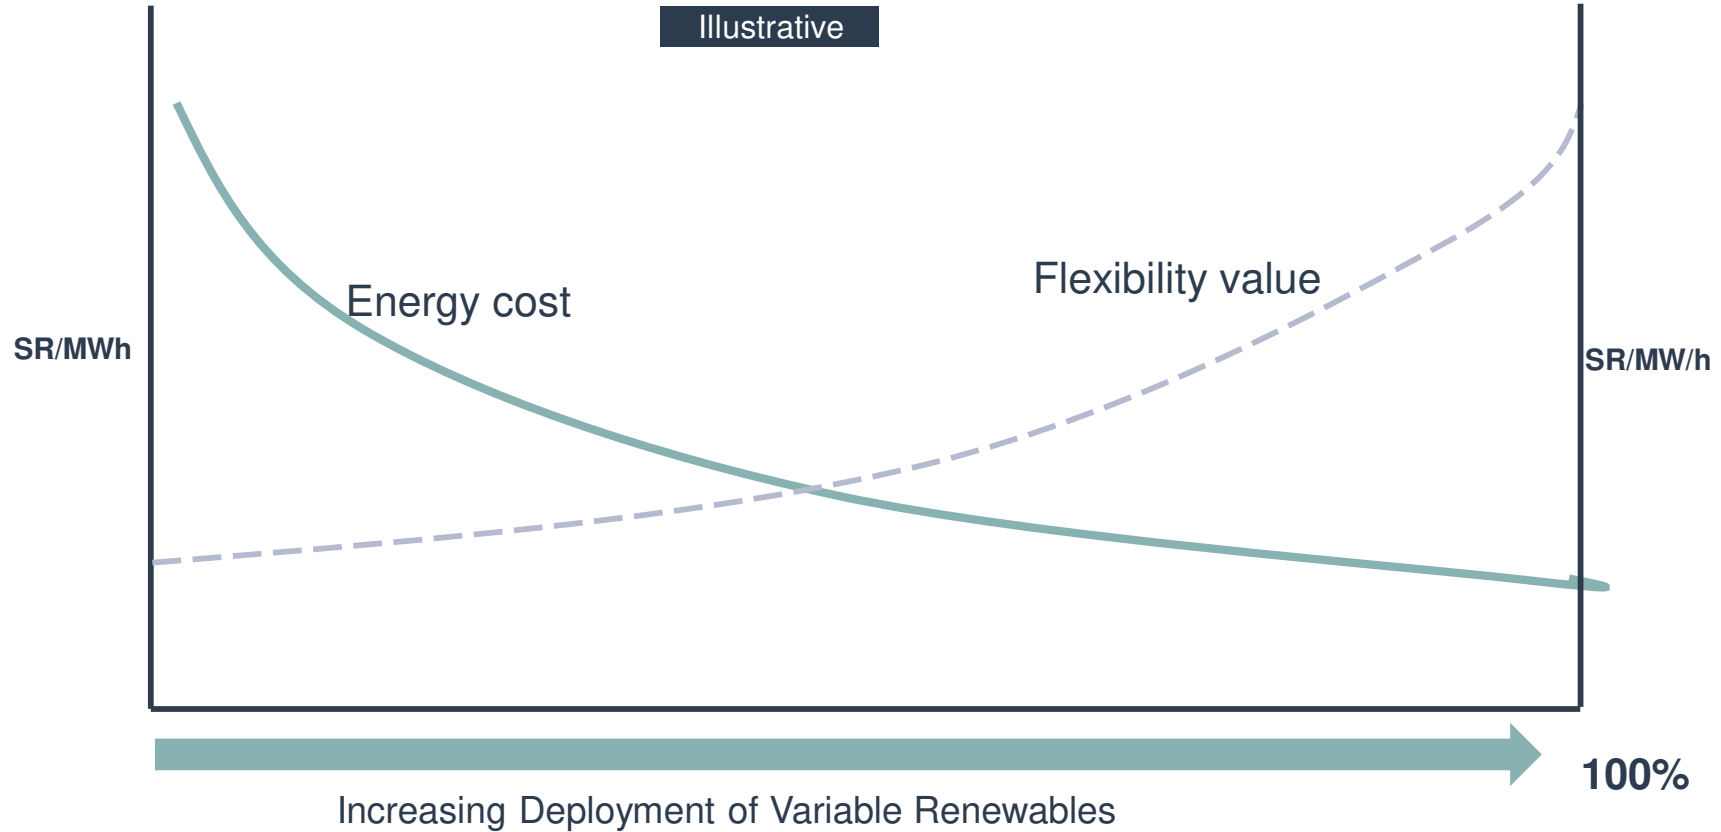 Illustrative
Energy cost
Flexibility value
SR/MWh
SR/MW/h
100%
Increasing Deployment of Variable Renewables